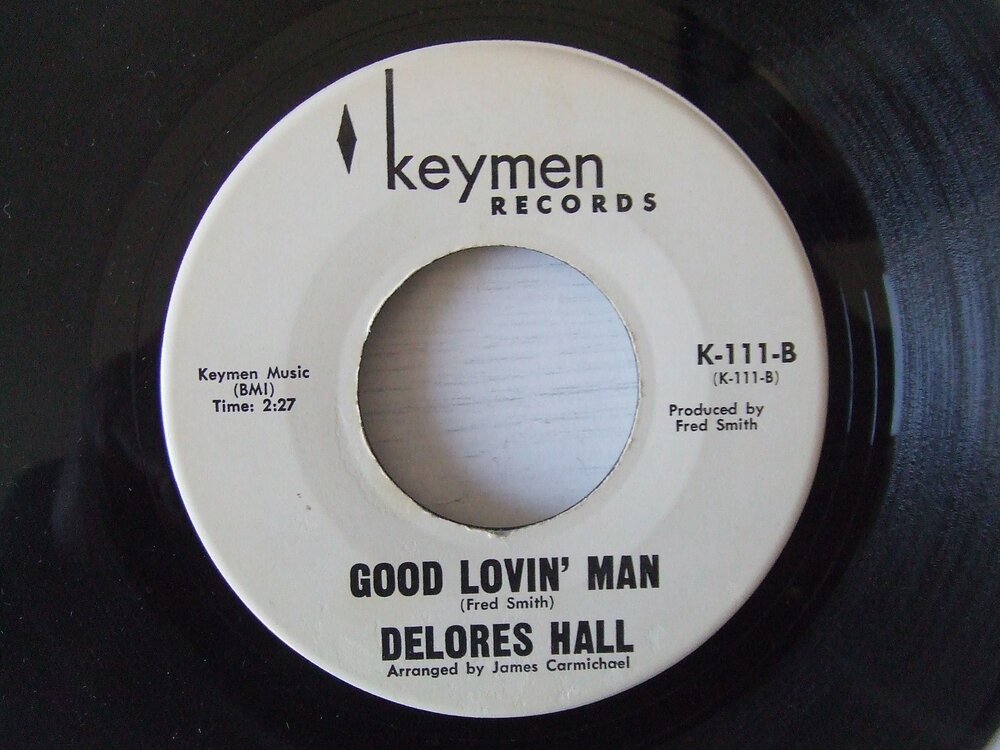 keymen
RECORDS
Keymen Music
(BMI)
Time: 2:27
K-111-B
(K-111-B)
Produced by
Fred Smith
GOOD LOVIN' MAN
(Fred Smith)
DELORES HALL
Arranged by James Carmichael